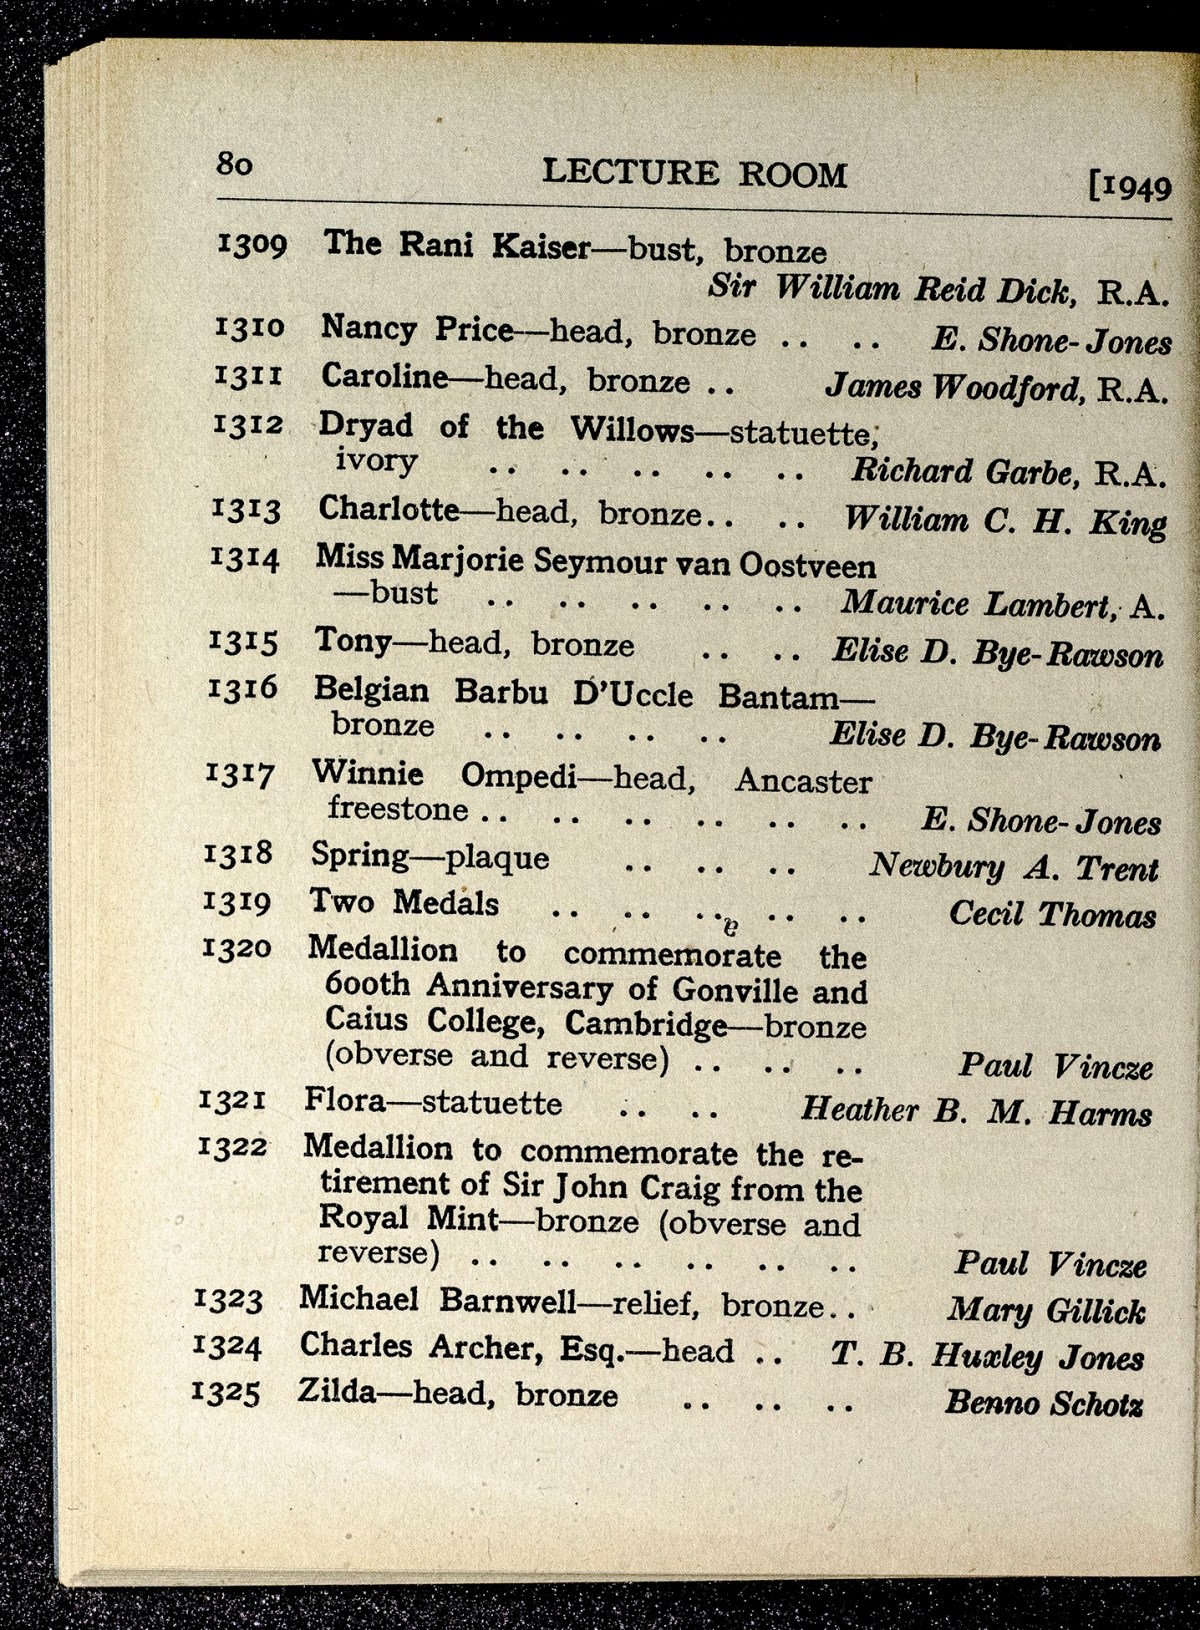 80 LECTURE ROOM [1949
1309 The Rani Kaiser—bust, bronze
Sir William Reid Dick, R.A.
1310 Nancy Price—head, bronze .. .. E. Shone-Jones
1311 Caroline—head, bronze .. James Woodford, R.A.
1312 Dryad of the Willows—statuette,
ivory .. .. .. .. .. Richard Garbe, R.A.
1313 Charlotte—head, bronze.. .. William C. H. King
1314 Miss Marjorie Seymour van Oostveen
—bust .. .. .. .. .. Maurice Lambert, A.
1315 Tony—head, bronze .. .. Elise D. Bye-Rawson
1316 Belgian Barbu D'Uccle Bantam—
bronze .. .. .. .. Elise D. Bye-Rawson
1317 Winnie Ompedi—head, Ancaster
freestone .. .. .. .. .. .. E. Shone-Jones
1318 Spring—plaque .. .. .. Newbury A. Trent
1319 Two Medals .. .. .. .. .. Cecil Thomas
1320 Medallion to commemorate the
600th Anniversary of Gonville and
Caius College, Cambridge—bronze
(obverse and reverse) .. .. .. Paul Vincze
1321 Flora—statuette .. .. Heather B. M. Harms
1322 Medallion to commemorate the re-
tirement of Sir John Craig from the
Royal Mint—bronze (obverse and
reverse) .. .. .. .. .. .. Paul Vincze
1323 Michael Barnwell—relief, bronze.. Mary Gillick
1324 Charles Archer, Esq.—head .. T. B. Huxley Jones
1325 Zilda—head, bronze .. .. .. Benno Schotz